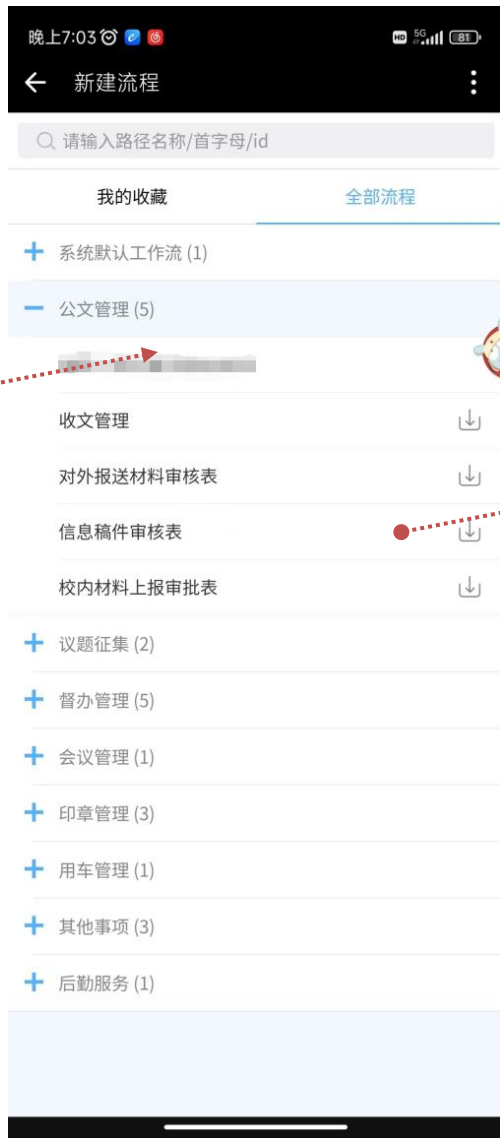 晚上7:03 HD 5G 81
新建流程
请输入路径名称/首字母/id
我的收藏 全部流程
系统默认工作流 (1)
公文管理 (5)
收文管理
对外报送材料审核表
信息稿件审核表
校内材料上报审批表
议题征集 (2)
督办管理 (5)
会议管理 (1)
印章管理 (3)
用车管理 (1)
其他事项 (3)
后勤服务 (1)